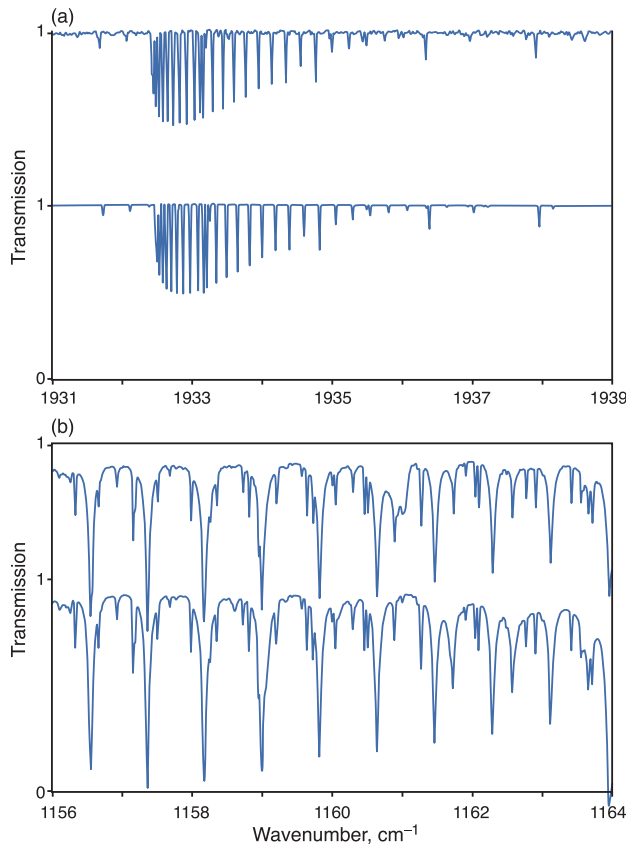 (a)
1
Transmission
1
0
1931 1933 1935 1937 1939
(b)
1
1
Transmission
0
1156 1158 1160 1162 1164
Wavenumber, cm⁻¹